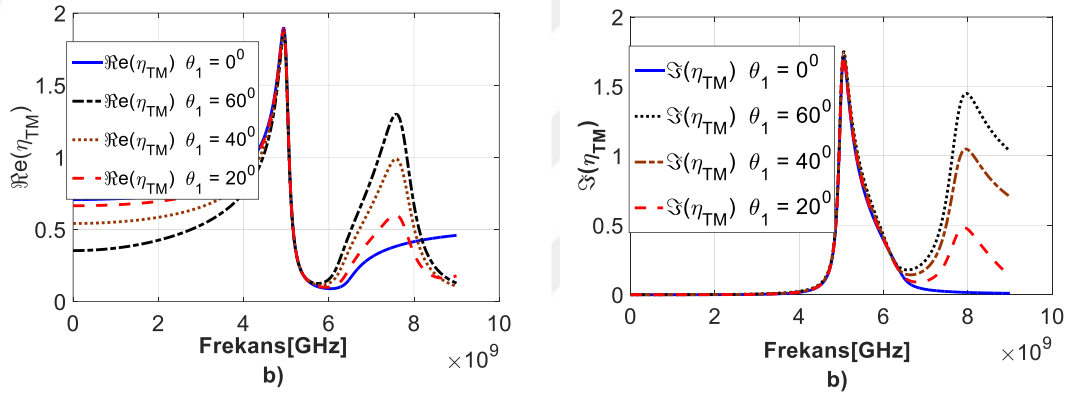 2
1.5
1
0.5
0
ℜe(η_TM)
ℜe(η_TM) θ_1 = 0^0
ℜe(η_TM) θ_1 = 60^0
ℜe(η_TM) θ_1 = 40^0
ℜe(η_TM) θ_1 = 20^0
0 2 4 6 8 10
Frekans[GHz]
×10^9
b)
2
1.5
1
0.5
0
ℑ(η_TM)
ℑ(η_TM) θ_1 = 0^0
ℑ(η_TM) θ_1 = 60^0
ℑ(η_TM) θ_1 = 40^0
ℑ(η_TM) θ_1 = 20^0
0 2 4 6 8 10
Frekans[GHz]
×10^9
b)